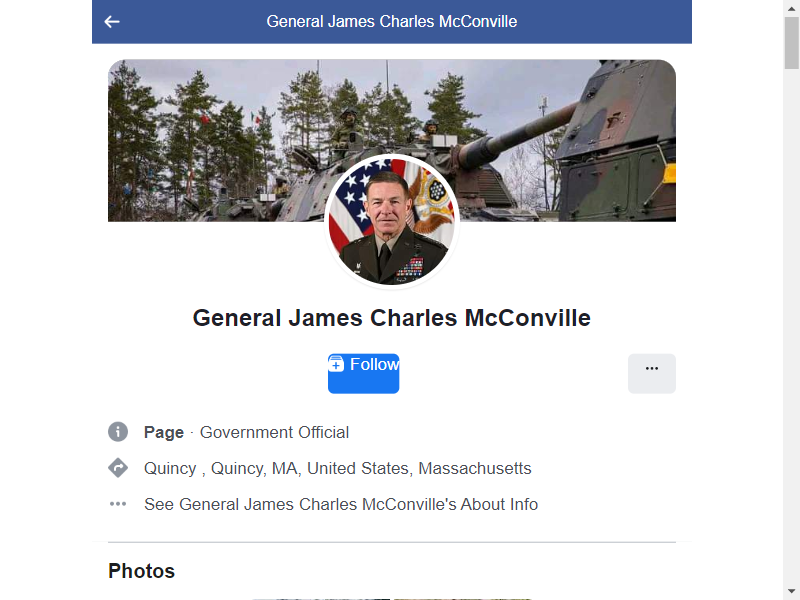 General James Charles McConville
General James Charles McConville
Follow
Page · Government Official
Quincy , Quincy, MA, United States, Massachusetts
See General James Charles McConville's About Info
Photos